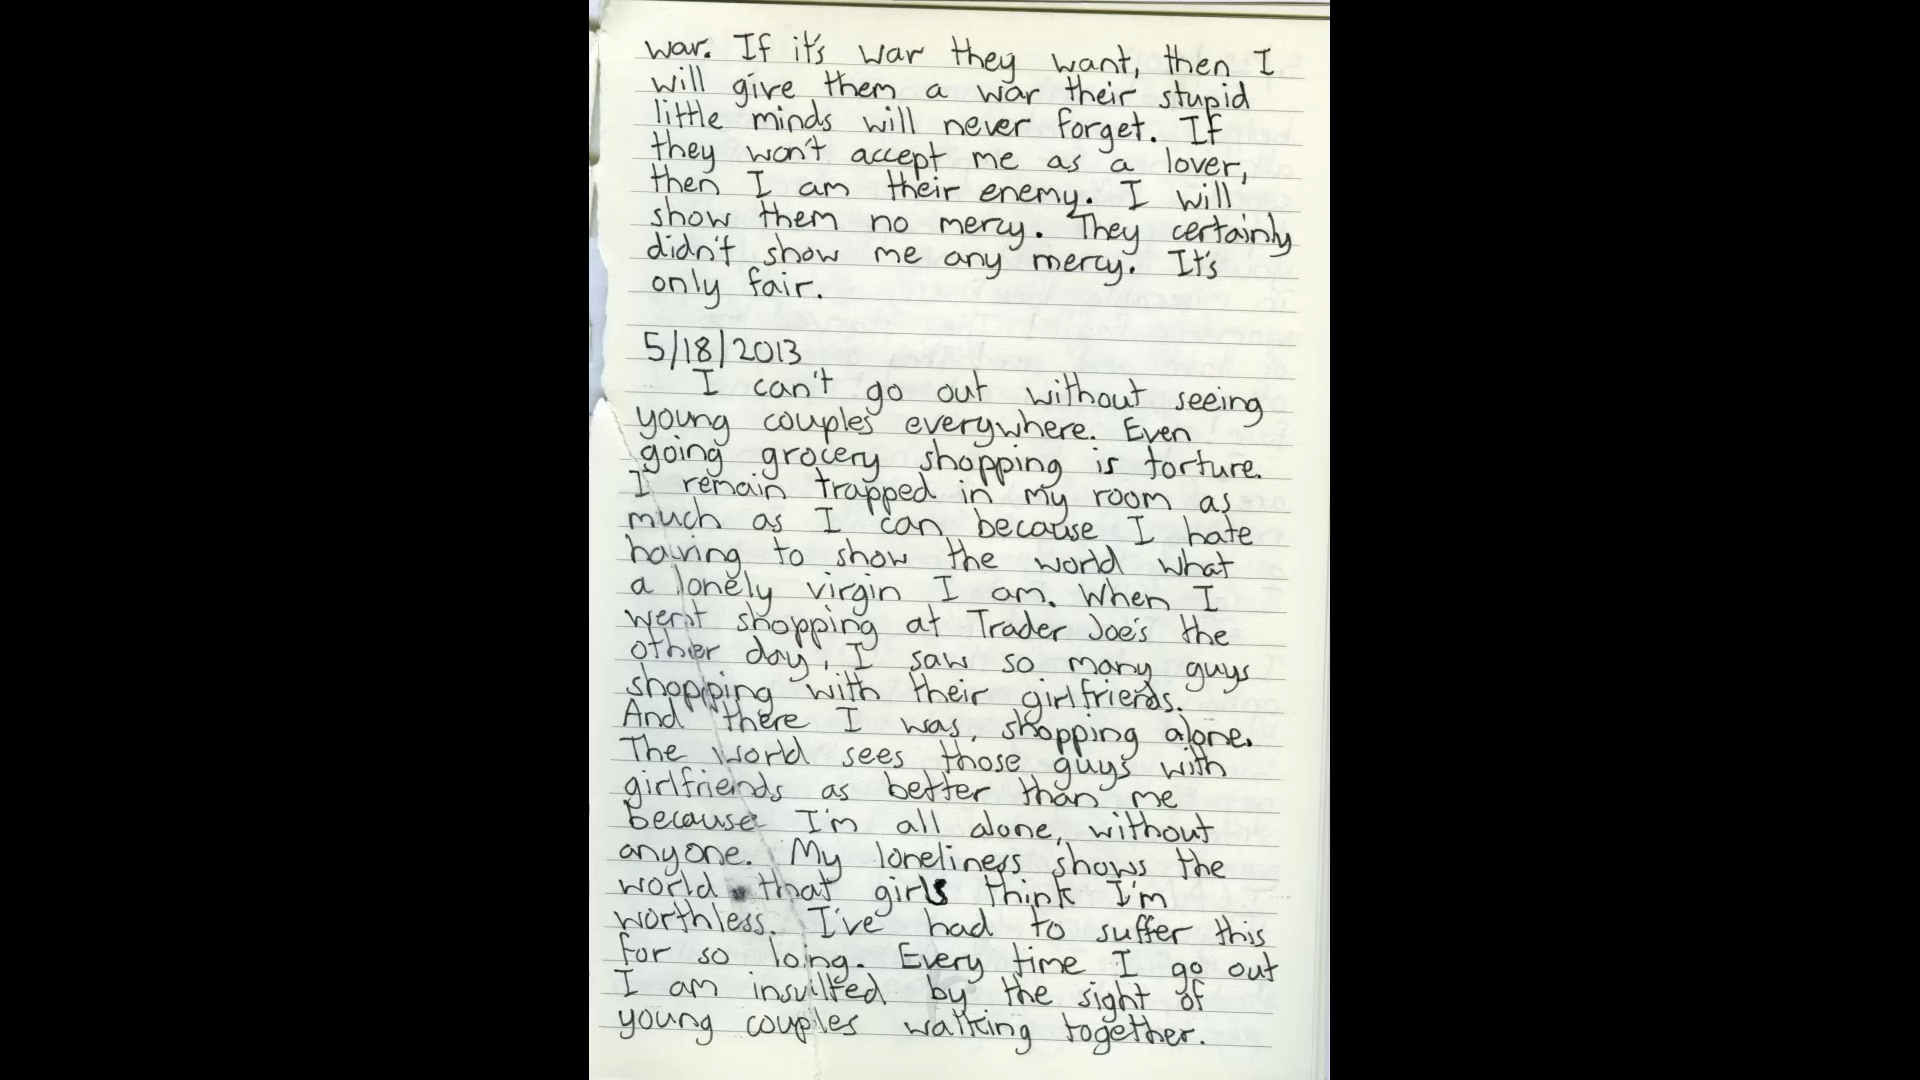 war. If it's war they want, then I
will give them a war their stupid
little minds will never forget. If
they won't accept me as a lover,
then I am their enemy. I will
show them no mercy. They certainly
didn't show me any mercy. It's
only fair.
5/18/2013
I can't go out without seeing
young couples everywhere. Even
going grocery shopping is torture.
I remain trapped in my room as
much as I can because I hate
having to show the world what
a lonely virgin I am. When I
went shopping at Trader Joe's the
other day, I saw so many guys
shopping with their girlfriends.
And there I was, shopping alone.
The world sees those guys with
girlfriends as better than me
because I'm all alone, without
anyone. My loneliness shows the
world that girls think I'm
worthless. I've had to suffer this
for so long. Every time I go out
I am insulted by the sight of
young couples walking together.